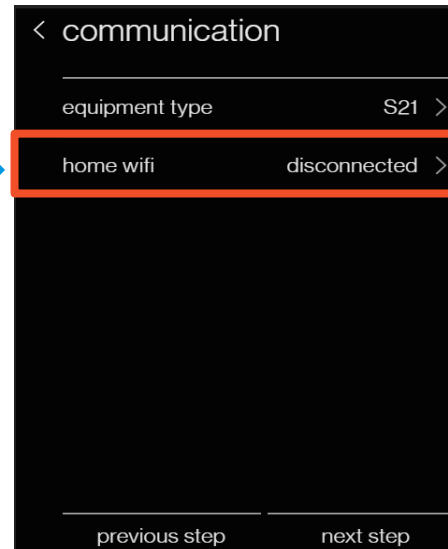 < communication
equipment type S21 >
home wifi disconnected >
previous step next step